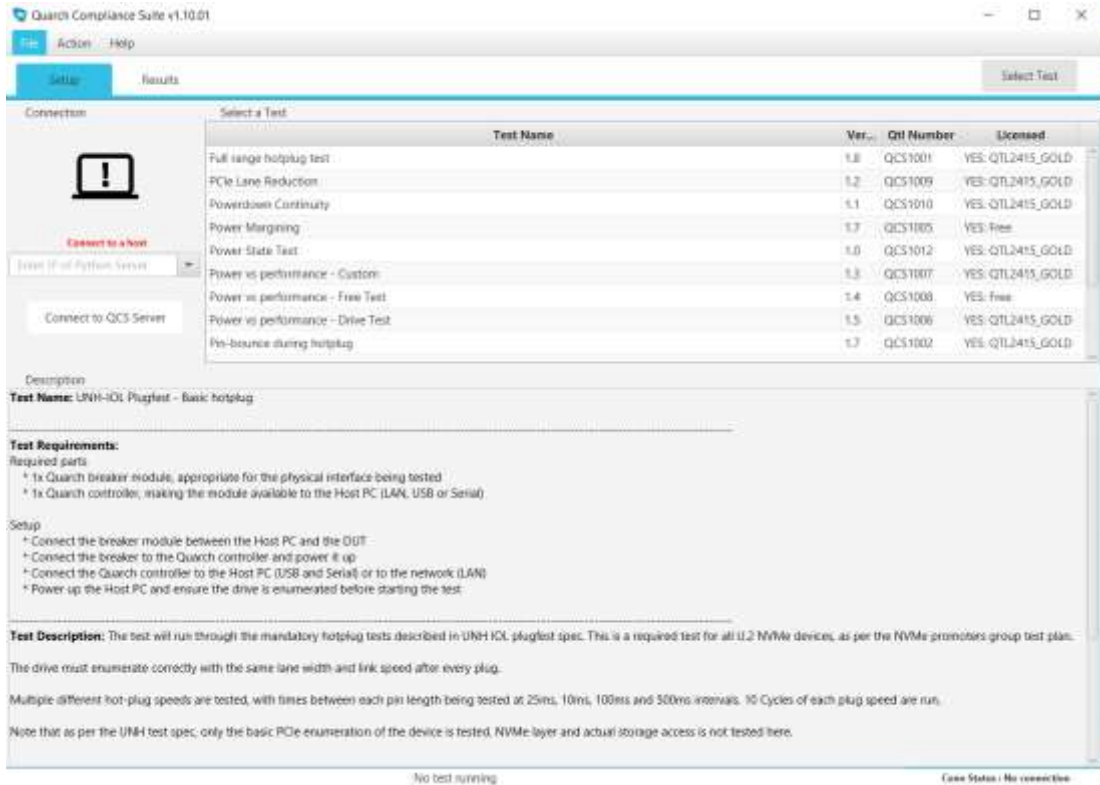 Quarch Compliance Suite v1.10.01
File Action Help
Setup Results Select Test
Connection Select a Test
Test Name Ver... Qtl Number Licensed
Full range hotplug test 1.8 QCS1001 YES: QTL2415_GOLD
PCIe Lane Reduction 1.2 QCS1009 YES: QTL2415_GOLD
Powerdown Continuity 1.1 QCS1010 YES: QTL2415_GOLD
Power Margining 1.7 QCS1005 YES: Free
Connect to a host
Power State Test 1.0 QCS1012 YES: QTL2415_GOLD
Enter IP of Python Server
Power vs performance - Custom 1.3 QCS1007 YES: QTL2415_GOLD
Power vs performance - Free Test 1.4 QCS1008 YES: Free
Connect to QCS Server
Power vs performance - Drive Test 1.5 QCS1006 YES: QTL2415_GOLD
Pin-bounce during hotplug 1.7 QCS1002 YES: QTL2415_GOLD
Description
Test Name: UNH-IOL Plugfest - Basic hotplug
Test Requirements:
Required parts
* 1x Quarch breaker module, appropriate for the physical interface being tested
* 1x Quarch controller, making the module available to the Host PC (LAN, USB or Serial)
Setup
* Connect the breaker module between the Host PC and the DUT
* Connect the breaker to the Quarch controller and power it up
* Connect the Quarch controller to the Host PC (USB and Serial) or to the network (LAN)
* Power up the Host PC and ensure the drive is enumerated before starting the test
Test Description: The test will run through the mandatory hotplug tests described in UNH IOL plugfest spec. This is a required test for all U.2 NVMe devices, as per the NVMe promoters group test plan.
The drive must enumerate correctly with the same lane width and link speed after every plug.
Multiple different hot-plug speeds are tested, with times between each pin length being tested at 25ms, 10ms, 100ms and 500ms intervals. 10 Cycles of each plug speed are run.
Note that as per the UNH test spec, only the basic PCIe enumeration of the device is tested, NVMe layer and actual storage access is not tested here.
No test running Conn Status : No connection